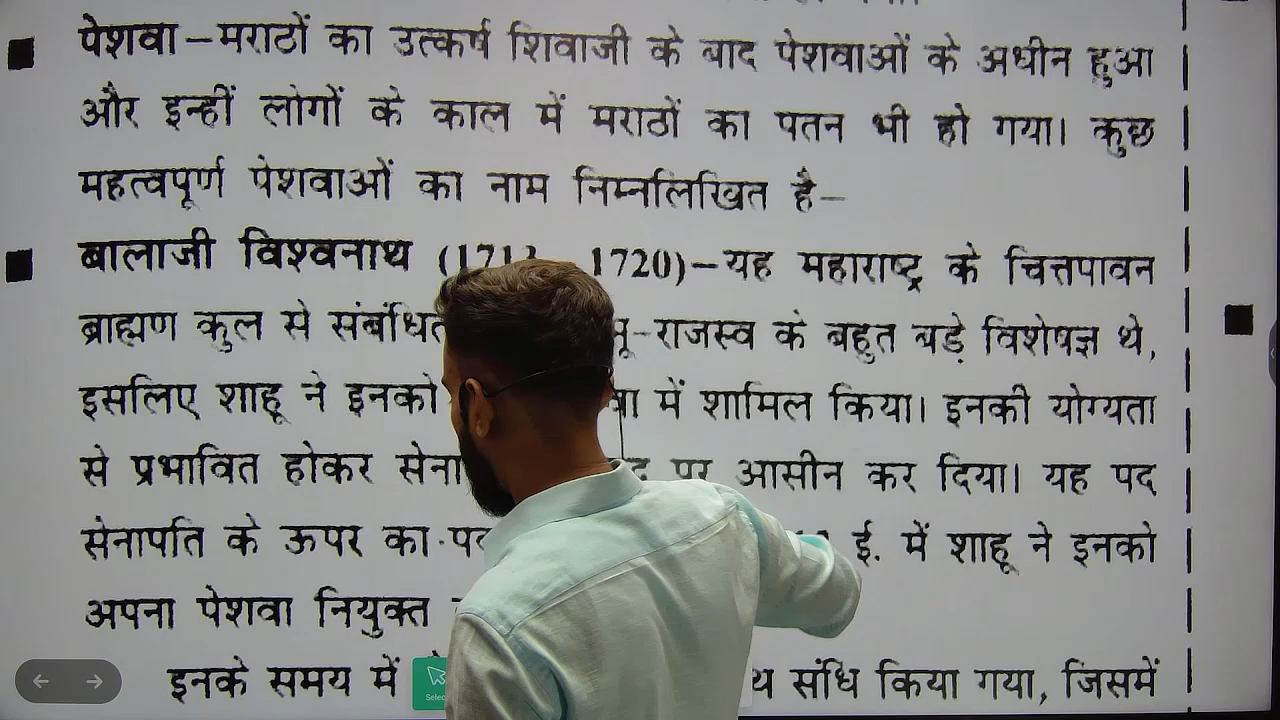 पेशवा–मराठों का उत्कर्ष शिवाजी के बाद पेशवाओं के अधीन हुआ
और इन्हीं लोगों के काल में मराठों का पतन भी हो गया। कुछ
महत्वपूर्ण पेशवाओं का नाम निम्नलिखित है–
बालाजी विश्वनाथ 1720)–यह महाराष्ट्र के चित्तपावन
ब्राह्मण कुल से भू-राजस्व के बहुत बड़े विशेषज्ञ थे,
इसलिए शाहू ने इनको में शामिल किया। इनकी योग्यता
से प्रभावित होकर पर आसीन कर दिया। यह पद
सेनापति के ऊपर का ई. में शाहू ने इनको
अपना पेशवा नियुक्त
इनके समय में संधि किया गया, जिसमें